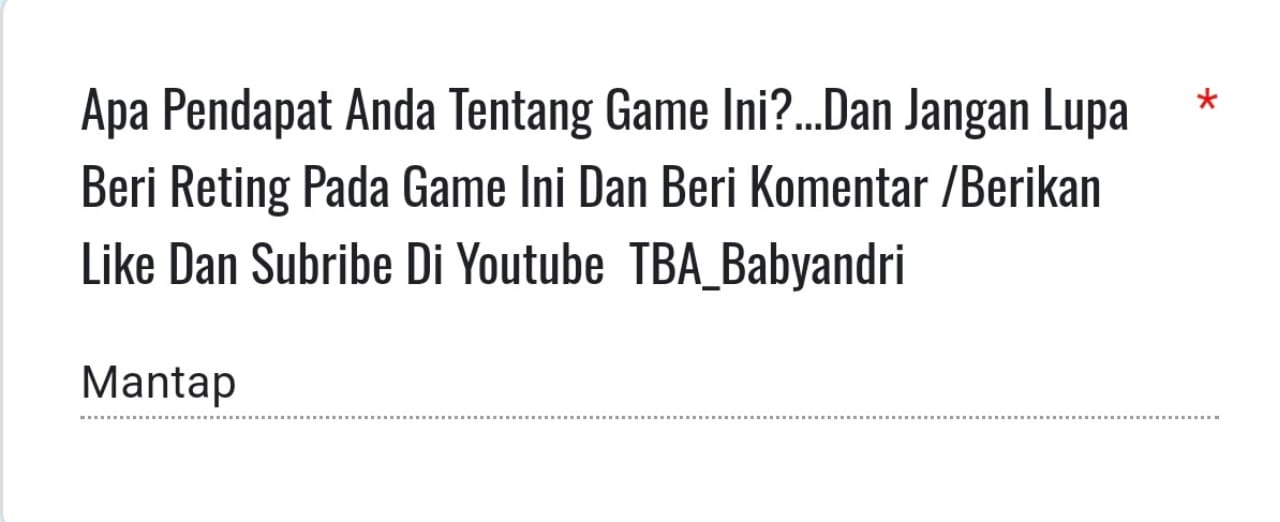 Apa Pendapat Anda Tentang Game Ini?...Dan Jangan Lupa *
Beri Reting Pada Game Ini Dan Beri Komentar /Berikan
Like Dan Subribe Di Youtube  TBA_Babyandri
Mantap